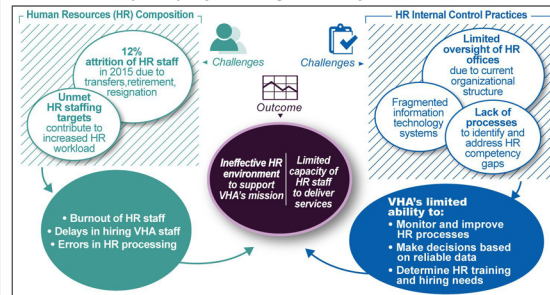 Human Resources (HR) Composition
12%
attrition of HR staff
in 2015 due to
transfers, retirement,
resignation
Unmet
HR staffing
targets
contribute to
increased HR
workload
Challenges
Challenges
HR Internal Control Practices
Limited
oversight of HR
offices
due to current
organizational
structure
Fragmented
information
technology
systems
Lack of
processes
to identify and
address HR
competency
gaps
Outcome
Ineffective HR
environment
to support
VHA's mission
Limited
capacity of
HR staff
to deliver
services
• Burnout of HR staff
• Delays in hiring VHA staff
• Errors in HR processing
VHA's limited
ability to:
• Monitor and improve
HR processes
• Make decisions based
on reliable data
• Determine HR training
and hiring needs